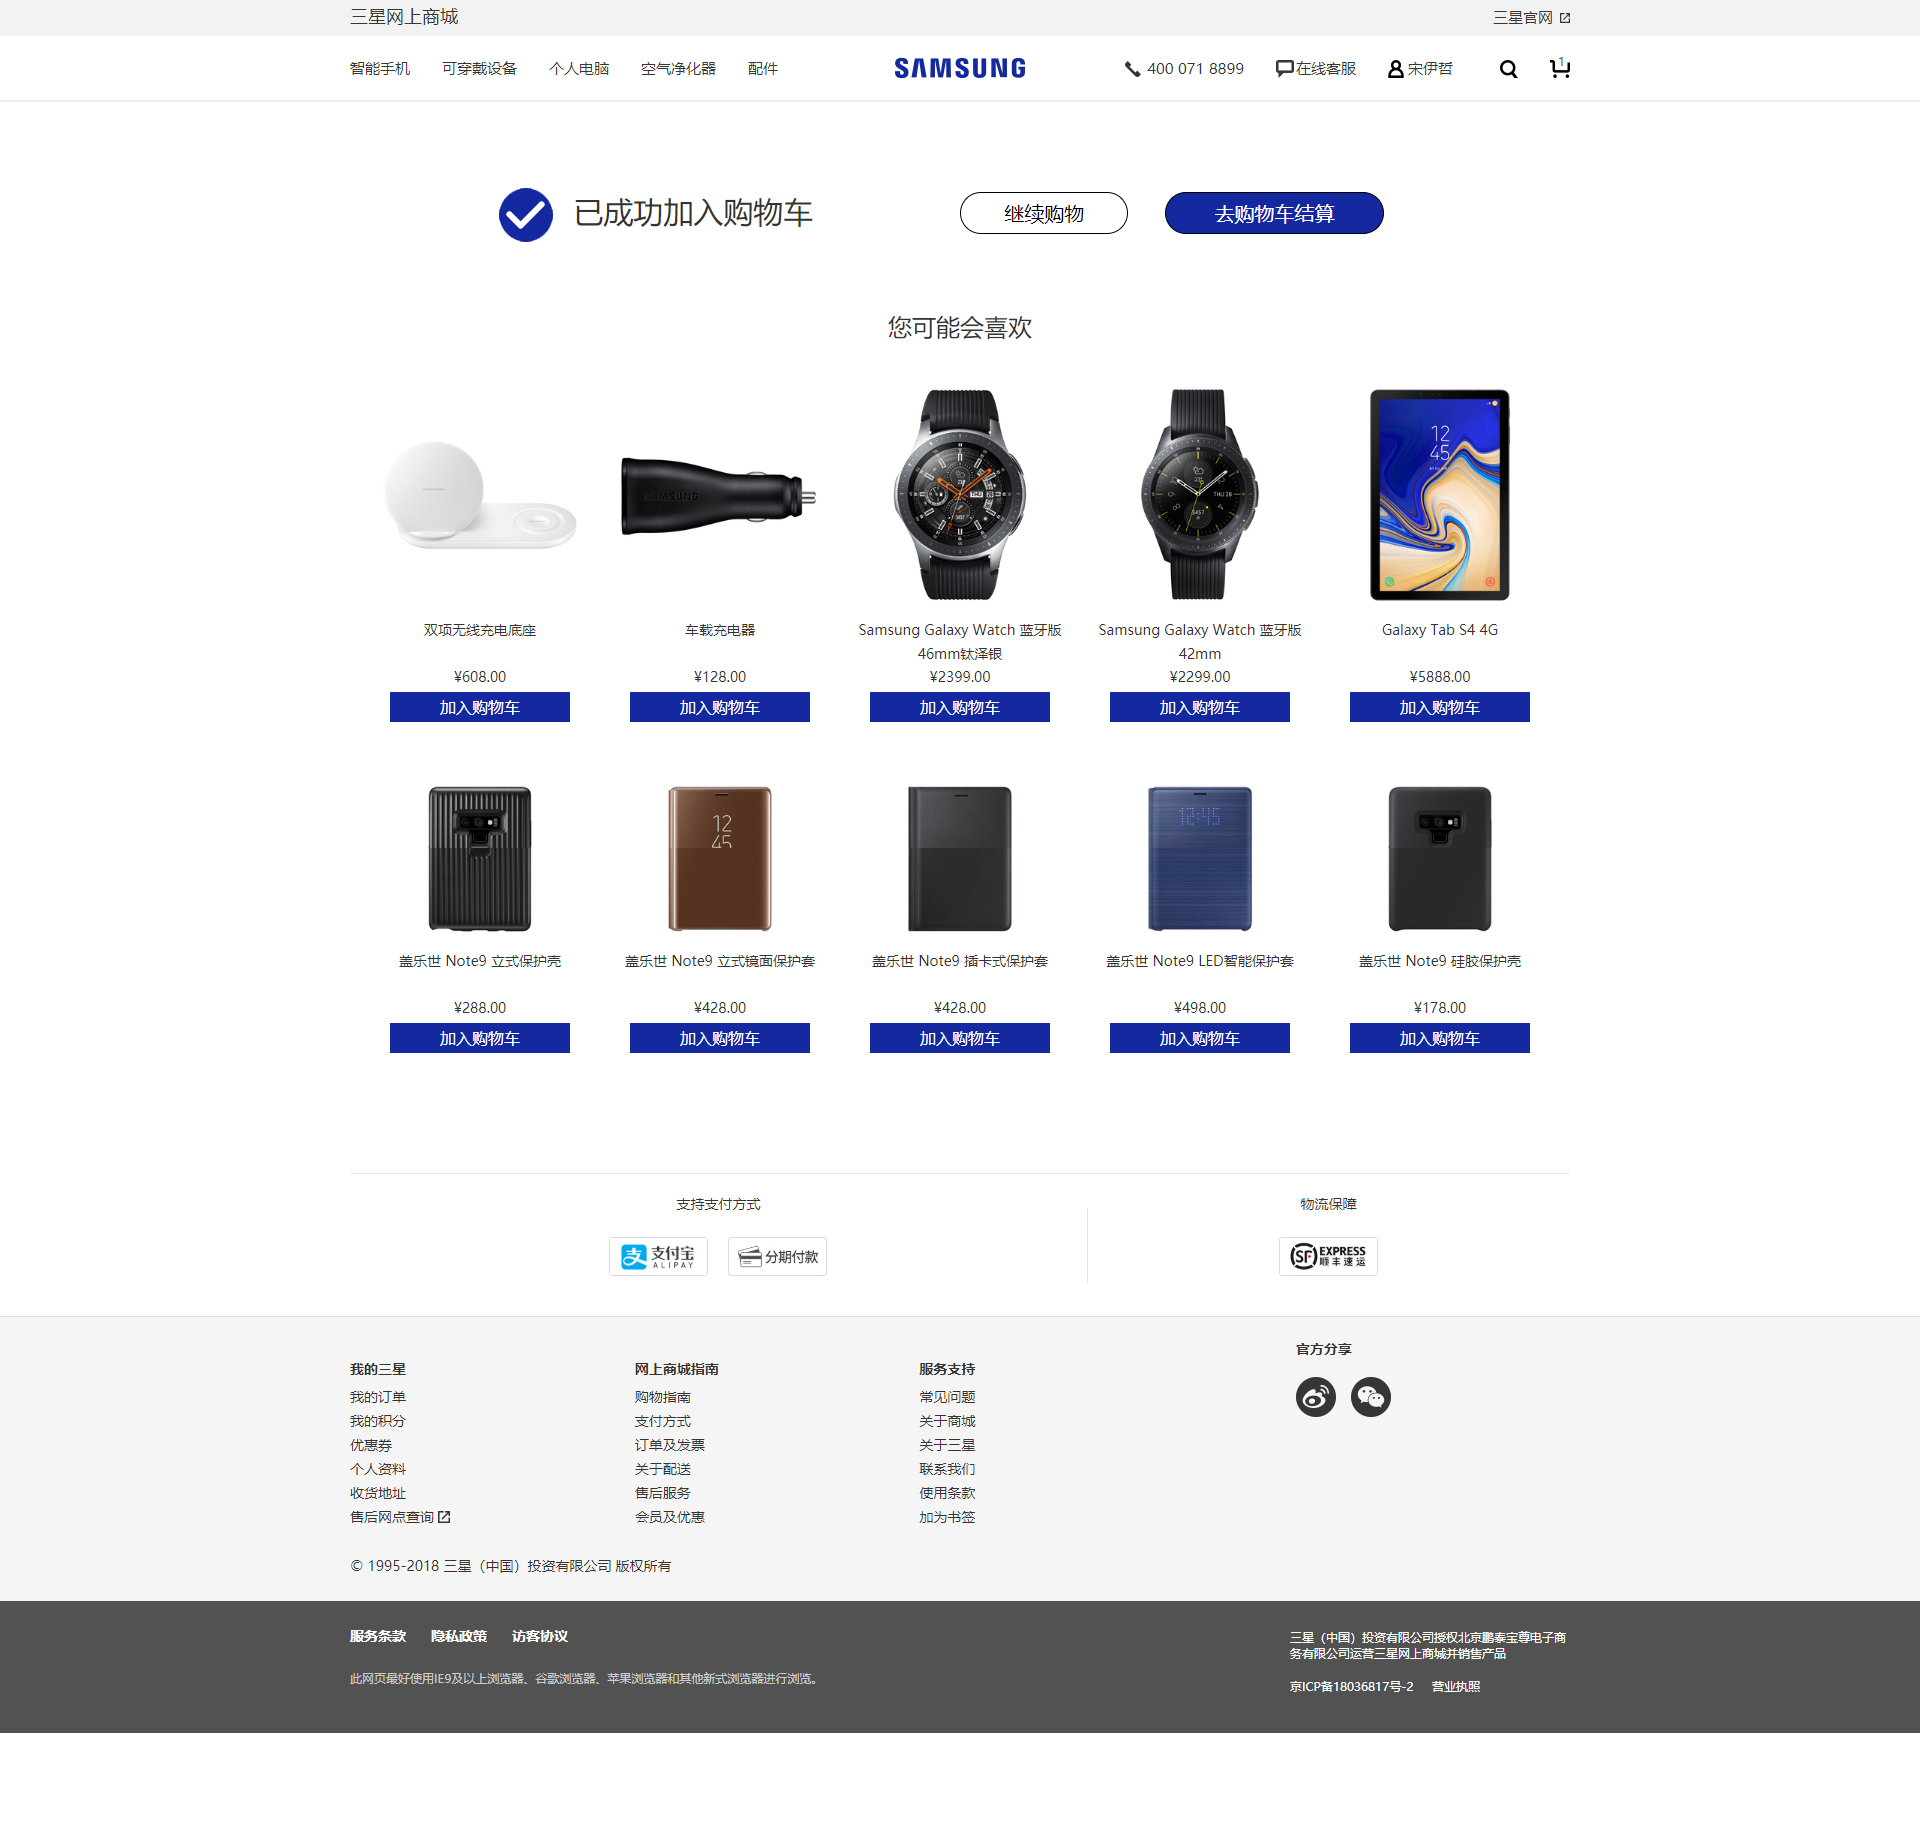 三星网上商城
三星官网
智能手机 可穿戴设备 个人电脑 空气净化器 配件
SAMSUNG
400 071 8899 在线客服 宋伊哲 1
已成功加入购物车
继续购物 去购物车结算
您可能会喜欢
SAMSUNG
12
45
双项无线充电底座
¥608.00
加入购物车
车载充电器
¥128.00
加入购物车
Samsung Galaxy Watch 蓝牙版
46mm钛泽银
¥2399.00
加入购物车
Samsung Galaxy Watch 蓝牙版
42mm
¥2299.00
加入购物车
Galaxy Tab S4 4G
¥5888.00
加入购物车
12
45
12:45
盖乐世 Note9 立式保护壳
¥288.00
加入购物车
盖乐世 Note9 立式镜面保护套
¥428.00
加入购物车
盖乐世 Note9 插卡式保护套
¥428.00
加入购物车
盖乐世 Note9 LED智能保护套
¥498.00
加入购物车
盖乐世 Note9 硅胶保护壳
¥178.00
加入购物车
支持支付方式
支付宝
ALIPAY
分期付款
物流保障
SF EXPRESS
顺丰速运
我的三星
我的订单
我的积分
优惠券
个人资料
收货地址
售后网点查询
网上商城指南
购物指南
支付方式
订单及发票
关于配送
售后服务
会员及优惠
服务支持
常见问题
关于商城
关于三星
联系我们
使用条款
加为书签
官方分享
© 1995-2018 三星（中国）投资有限公司 版权所有
服务条款 隐私政策 访客协议
此网页最好使用IE9及以上浏览器、谷歌浏览器、苹果浏览器和其他新式浏览器进行浏览。
三星（中国）投资有限公司授权北京鹏泰宝尊电子商
务有限公司运营三星网上商城并销售产品
京ICP备18036817号-2 营业执照